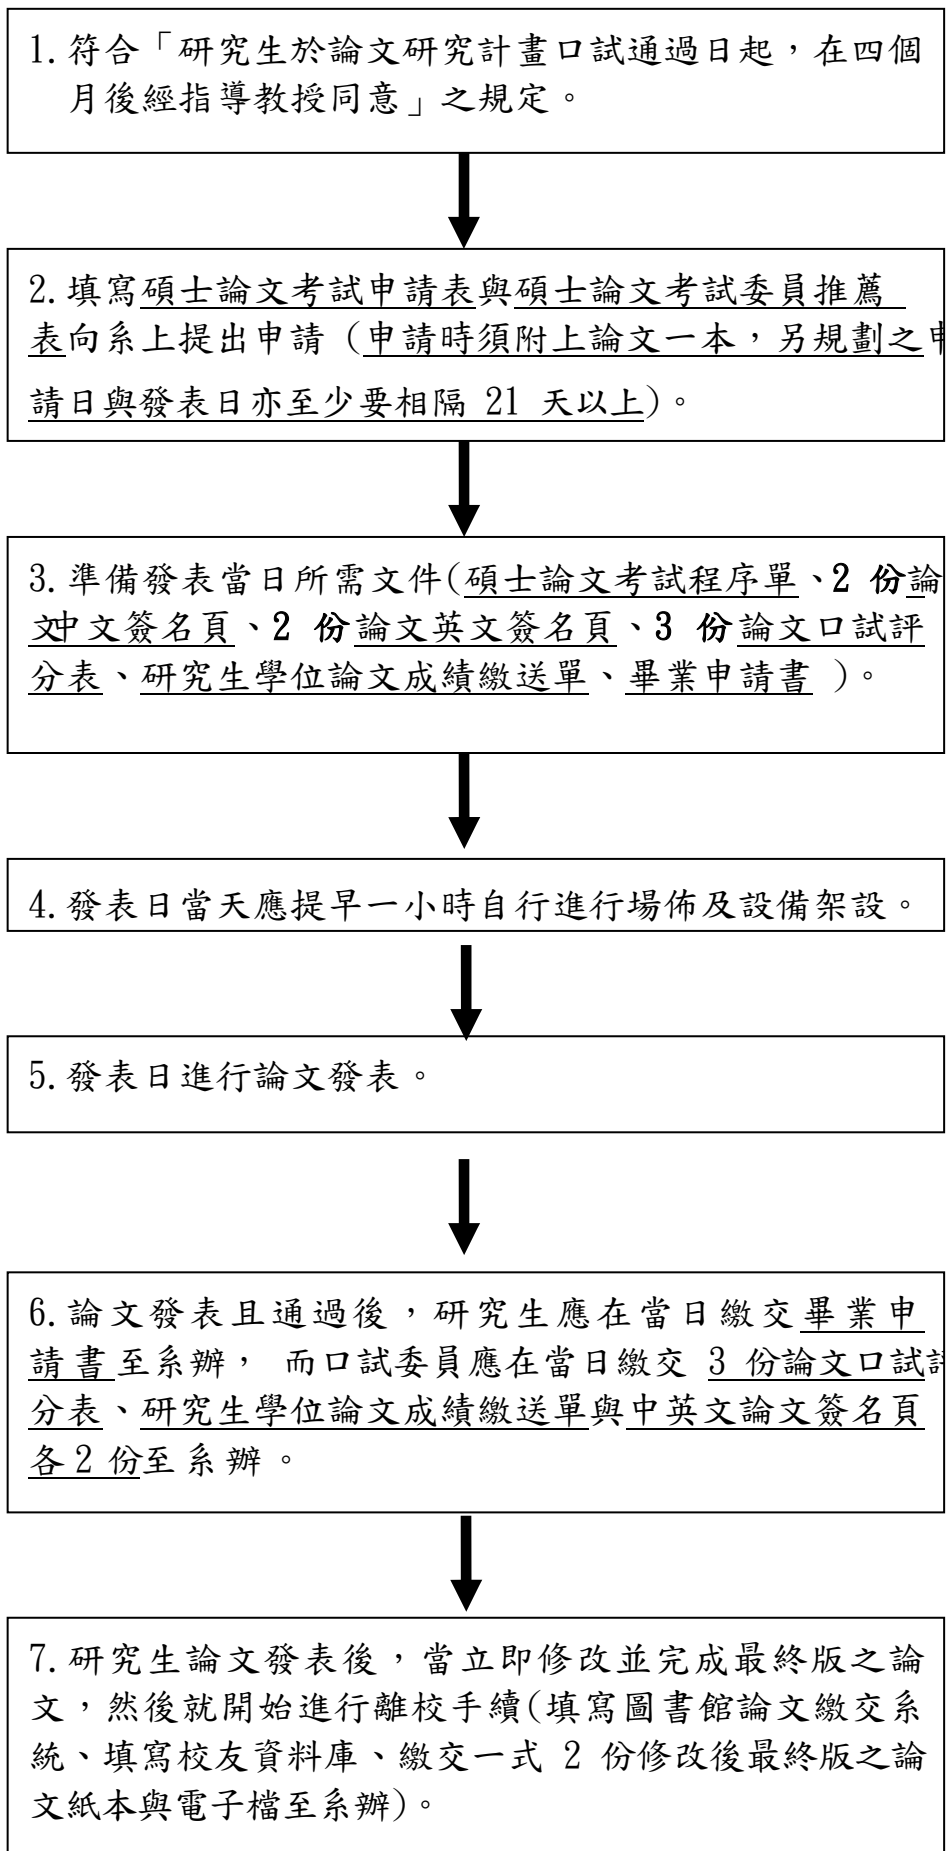 1.符合「研究生於論文研究計畫口試通過日起，在四個
月後經指導教授同意」之規定。
2.填寫碩士論文考試申請表與碩士論文考試委員推薦
表向系上提出申請（申請時須附上論文一本，另規劃之申
請日與發表日亦至少要相隔 21 天以上)。
3.準備發表當日所需文件(碩士論文考試程序單、2 份論
文中文簽名頁、2 份論文英文簽名頁、3 份論文口試評
分表、研究生學位論文成績繳送單、畢業申請書 )。
4.發表日當天應提早一小時自行進行場佈及設備架設。
5.發表日進行論文發表。
6.論文發表且通過後，研究生應在當日繳交畢業申
請書至系辦， 而口試委員應在當日繳交 3 份論文口試評
分表、研究生學位論文成績繳送單與中英文論文簽名頁
各2份至系辦。
7.研究生論文發表後，當立即修改並完成最終版之論
文，然後就開始進行離校手續(填寫圖書館論文繳交系
統、填寫校友資料庫、繳交一式 2 份修改後最終版之論
文紙本與電子檔至系辦)。